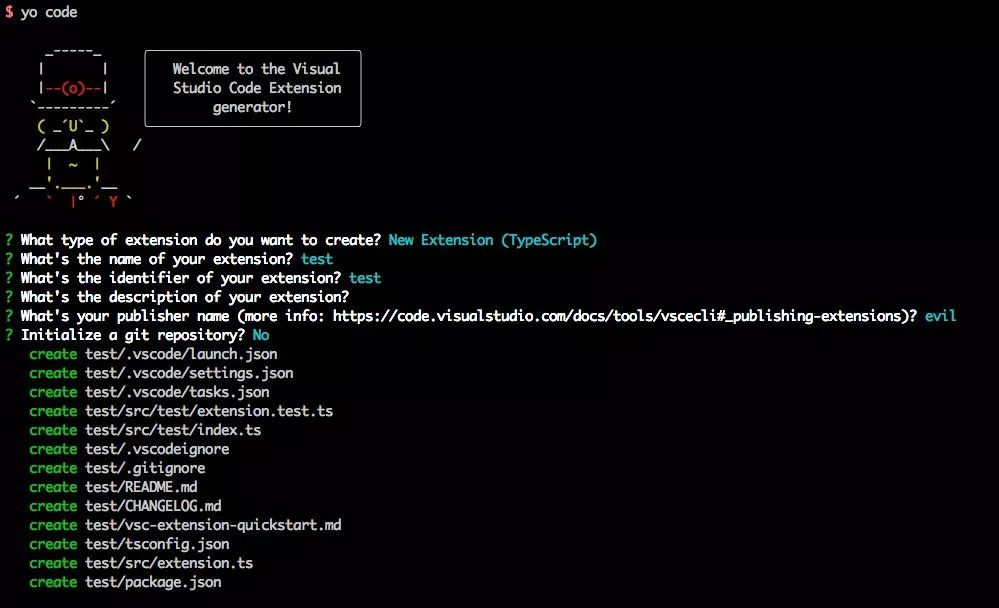 $ yo code
     _-----_
    |       |
    |--(o)--|
   `---------´
    ( _´U`_ )
    /___A___\   /
     |  ~  |
   __'.___.'__
 ´   `  |° ´ Y `
Welcome to the Visual
Studio Code Extension
generator!
? What type of extension do you want to create? New Extension (TypeScript)
? What's the name of your extension? test
? What's the identifier of your extension? test
? What's the description of your extension?
? What's your publisher name (more info: https://code.visualstudio.com/docs/tools/vscecli#_publishing-extensions)? evil
? Initialize a git repository? No
   create test/.vscode/launch.json
   create test/.vscode/settings.json
   create test/.vscode/tasks.json
   create test/src/test/extension.test.ts
   create test/src/test/index.ts
   create test/.vscodeignore
   create test/.gitignore
   create test/README.md
   create test/CHANGELOG.md
   create test/vsc-extension-quickstart.md
   create test/tsconfig.json
   create test/src/extension.ts
   create test/package.json